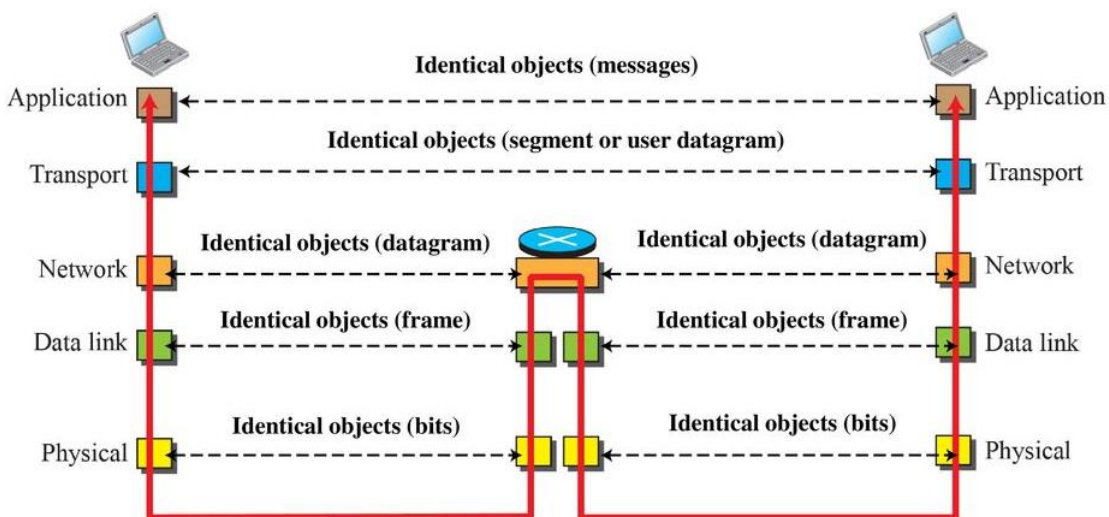 Identical objects (messages)
Application
Application
Identical objects (segment or user datagram)
Transport
Transport
Identical objects (datagram)
Identical objects (datagram)
Network
Network
Identical objects (frame)
Identical objects (frame)
Data link
Data link
Identical objects (bits)
Identical objects (bits)
Physical
Physical